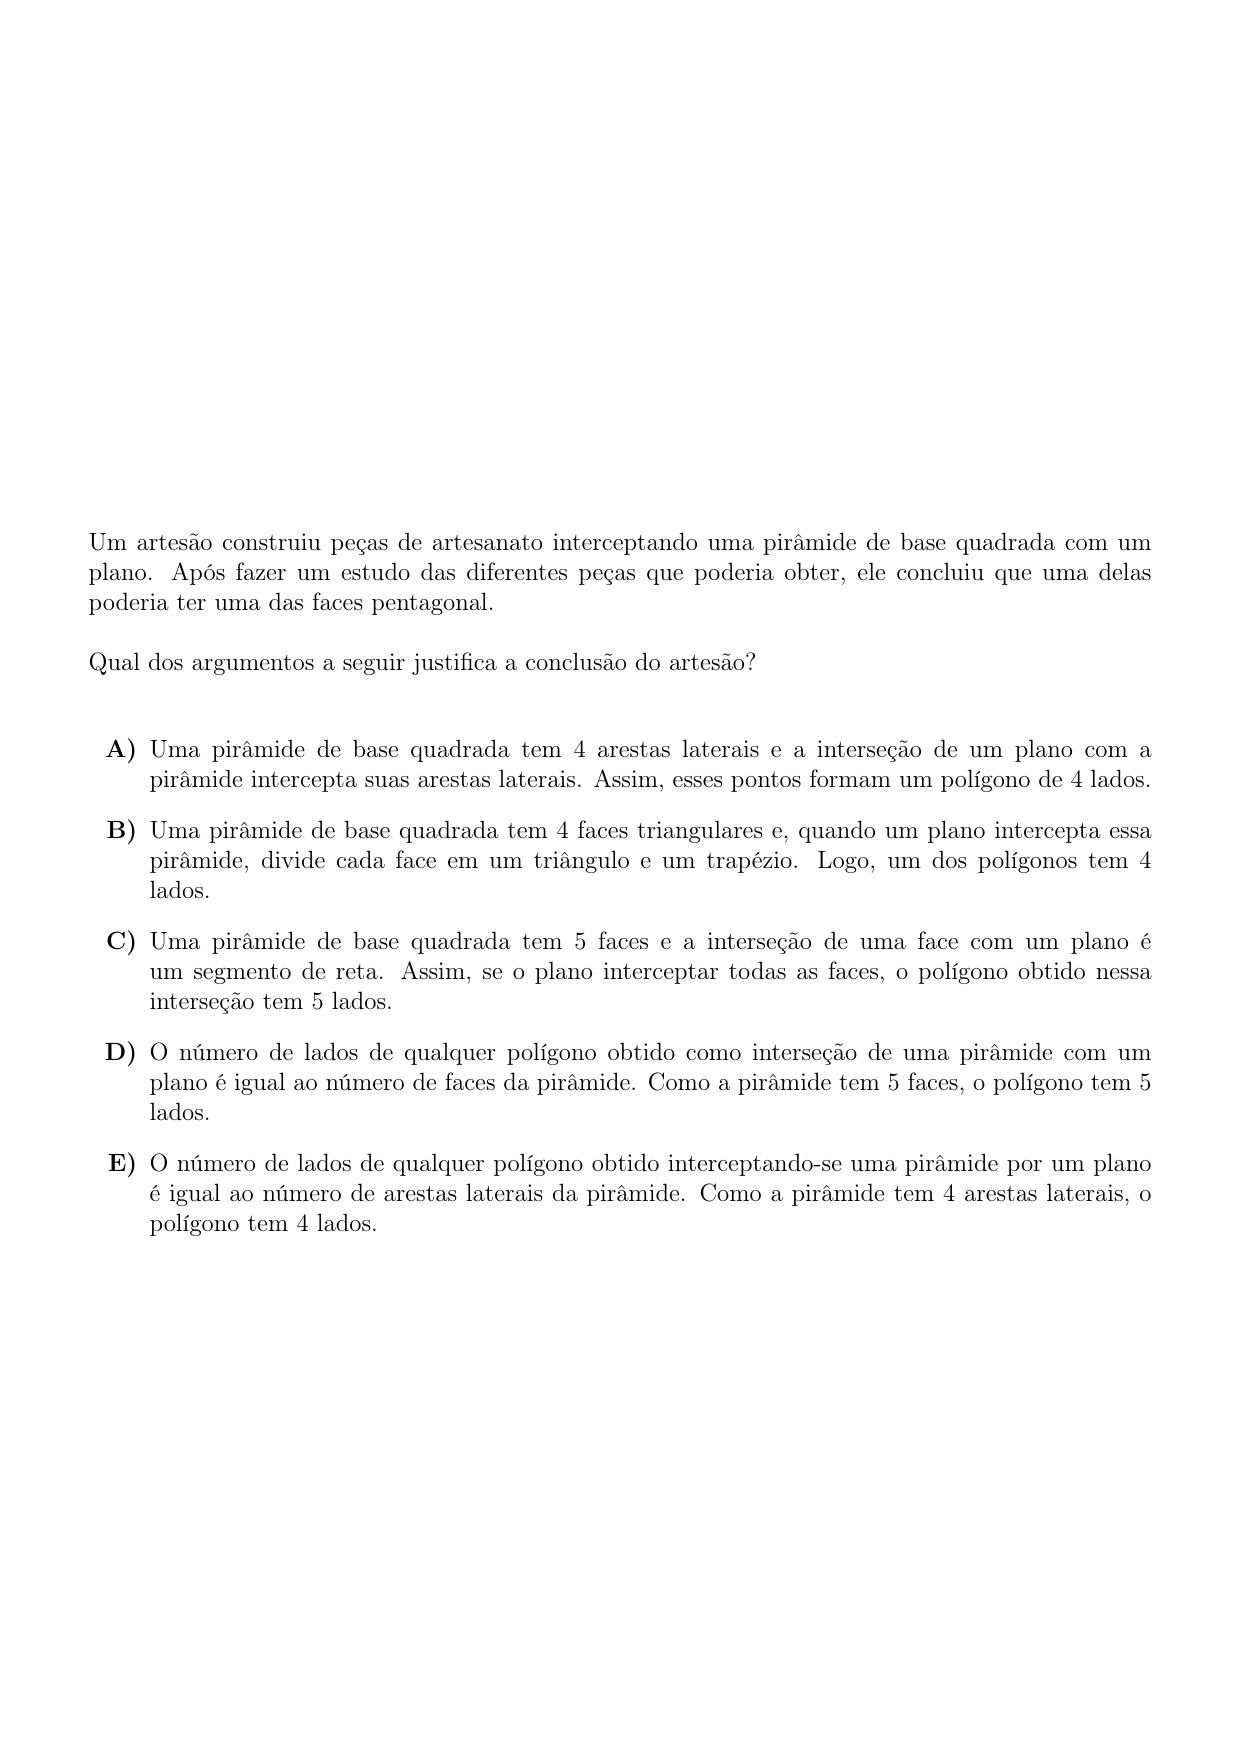 Um artesão construiu peças de artesanato interceptando uma pirâmide de base quadrada com um
plano. Após fazer um estudo das diferentes peças que poderia obter, ele concluiu que uma delas
poderia ter uma das faces pentagonal.
Qual dos argumentos a seguir justifica a conclusão do artesão?
A) Uma pirâmide de base quadrada tem 4 arestas laterais e a interseção de um plano com a
pirâmide intercepta suas arestas laterais. Assim, esses pontos formam um polígono de 4 lados.
B) Uma pirâmide de base quadrada tem 4 faces triangulares e, quando um plano intercepta essa
pirâmide, divide cada face em um triângulo e um trapézio. Logo, um dos polígonos tem 4
lados.
C) Uma pirâmide de base quadrada tem 5 faces e a interseção de uma face com um plano é
um segmento de reta. Assim, se o plano interceptar todas as faces, o polígono obtido nessa
interseção tem 5 lados.
D) O número de lados de qualquer polígono obtido como interseção de uma pirâmide com um
plano é igual ao número de faces da pirâmide. Como a pirâmide tem 5 faces, o polígono tem 5
lados.
E) O número de lados de qualquer polígono obtido interceptando-se uma pirâmide por um plano
é igual ao número de arestas laterais da pirâmide. Como a pirâmide tem 4 arestas laterais, o
polígono tem 4 lados.